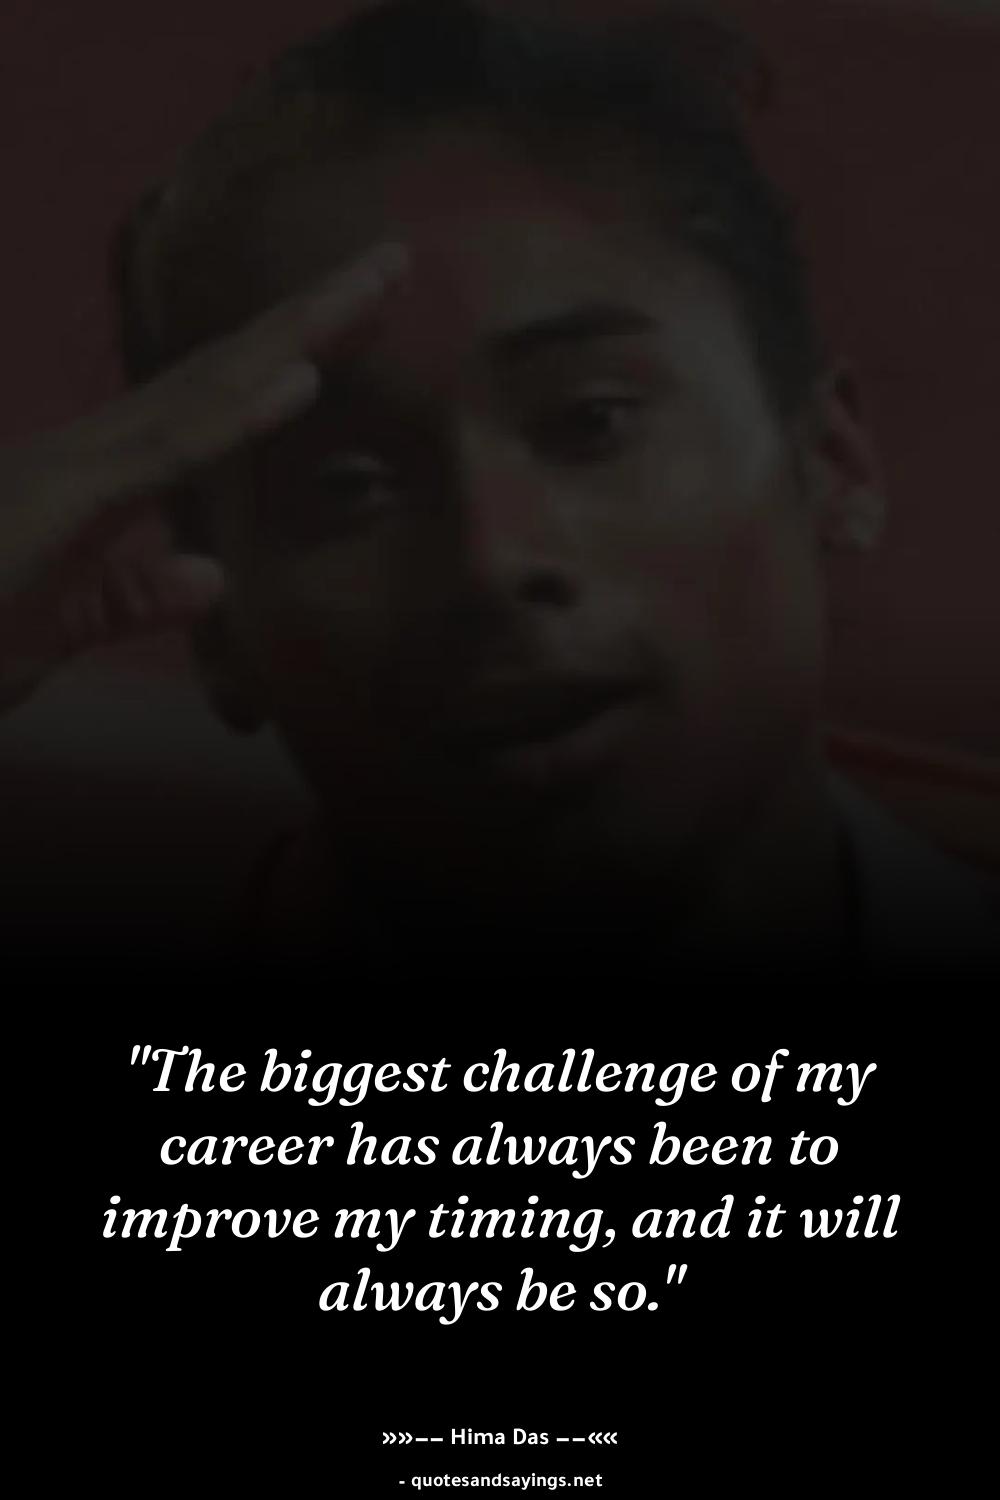 "The biggest challenge of my
career has always been to
improve my timing, and it will
always be so."
»»−− Hima Das −−««
- quotesandsayings.net